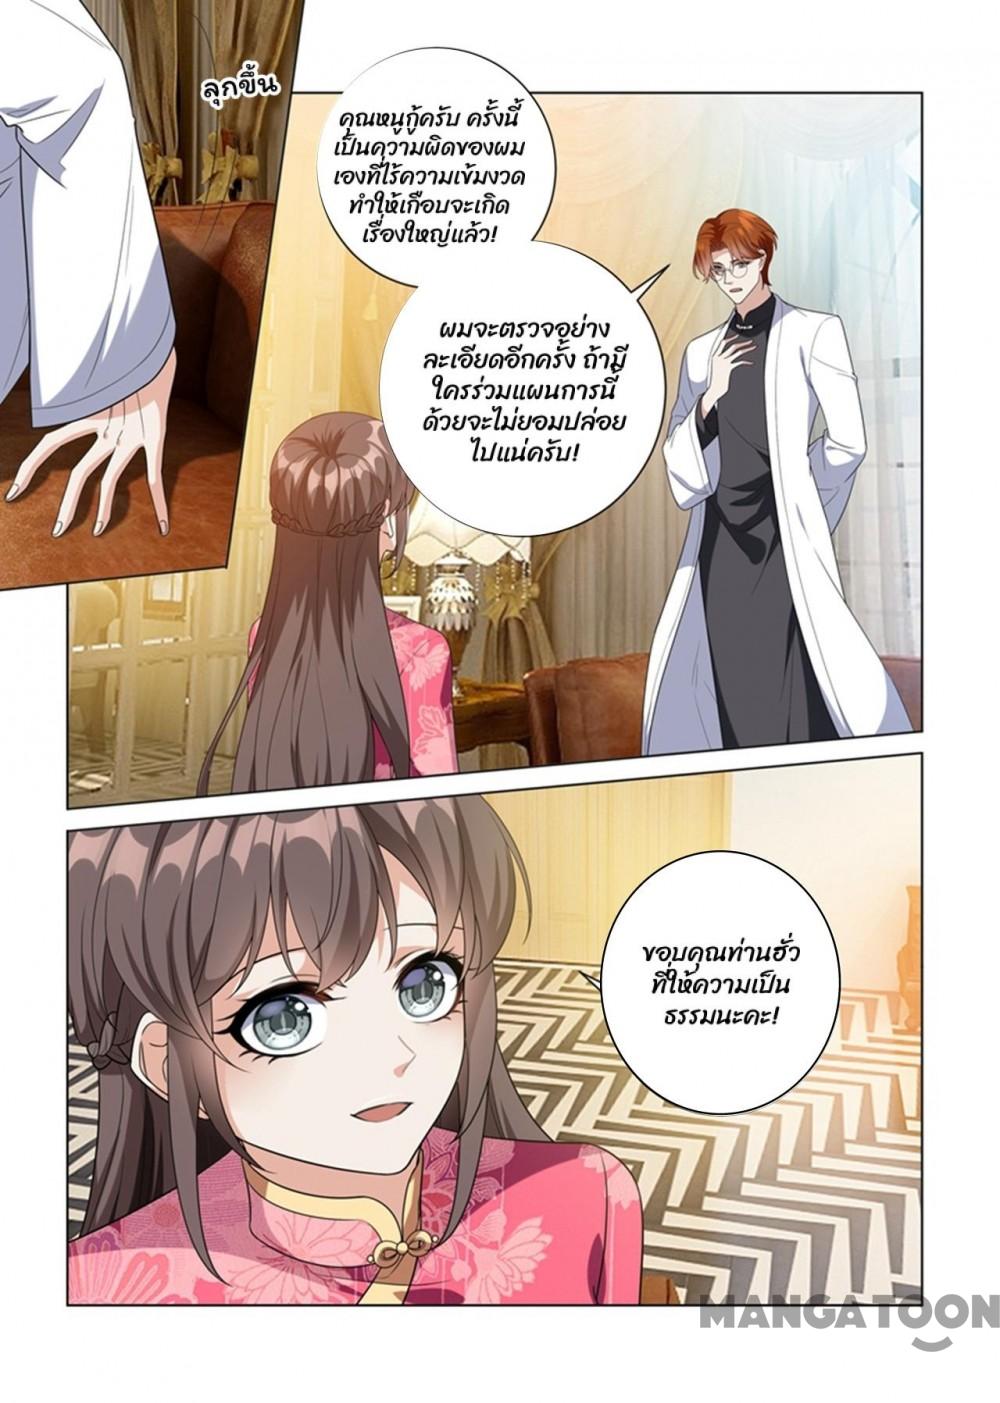 ลุกขึ้น
คุณหนูกู้ครับ ครั้งนี้
เป็นความผิดของผม
เองที่ไร้ความเข้มงวด
ทำให้เกือบจะเกิด
เรื่องใหญ่แล้ว!
ผมจะตรวจอย่าง
ละเอียดอีกครั้ง ถ้ามี
ใครร่วมแผนการนี้
ด้วยจะไม่ยอมปล่อย
ไปแน่ครับ!
ขอบคุณท่านฮั่ว
ที่ให้ความเป็น
ธรรมนะคะ!
MANGATOON